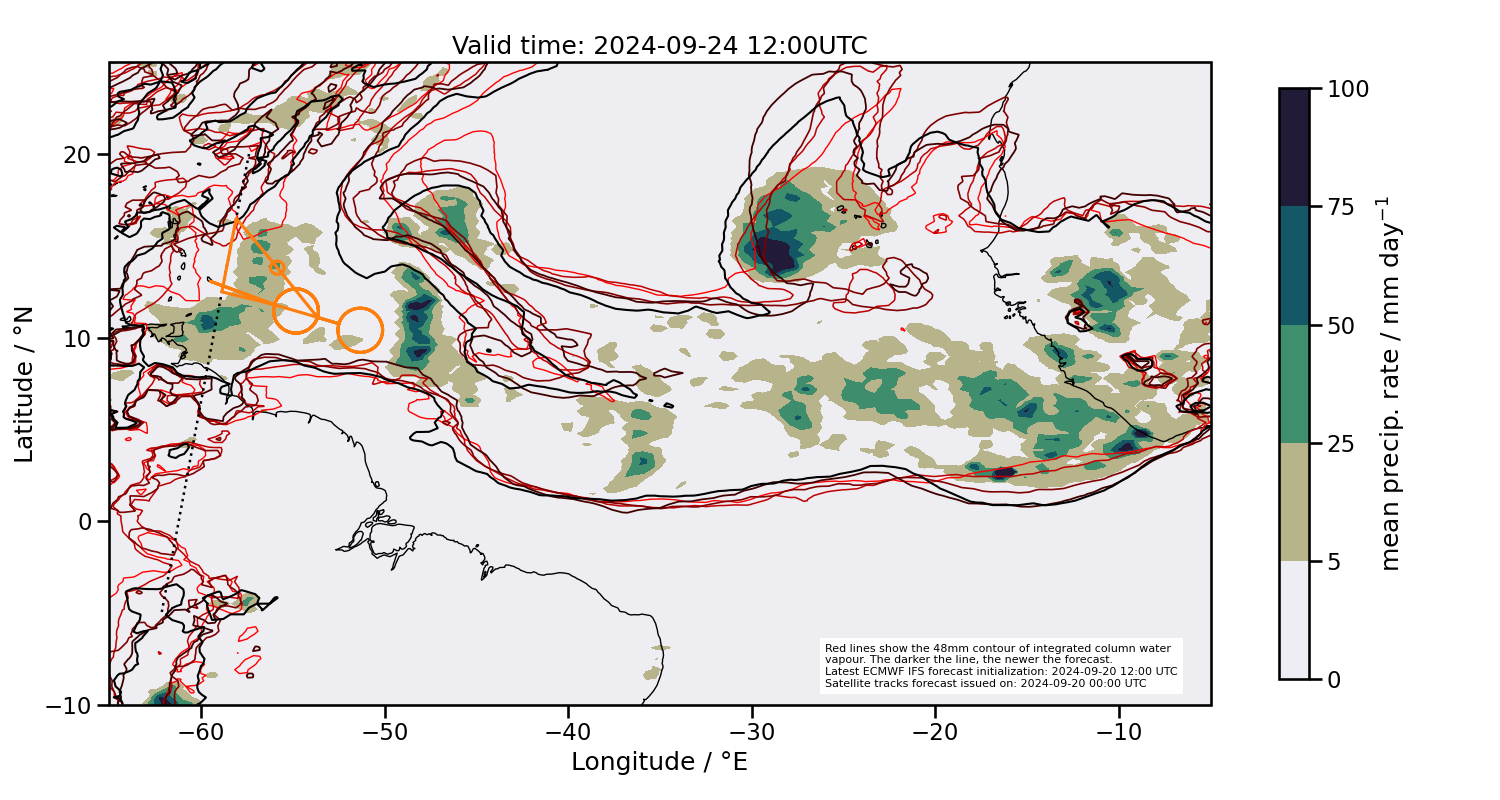 Valid time: 2024-09-24 12:00UTC
Latitude / °N
20
10
0
−10
−60
−50
−40
−30
−20
−10
Longitude / °E
Red lines show the 48mm contour of integrated column water
vapour. The darker the line, the newer the forecast.
Latest ECMWF IFS forecast initialization: 2024-09-20 12:00 UTC
Satellite tracks forecast issued on: 2024-09-20 00:00 UTC
100
75
50
25
5
0
mean precip. rate / mm day⁻¹